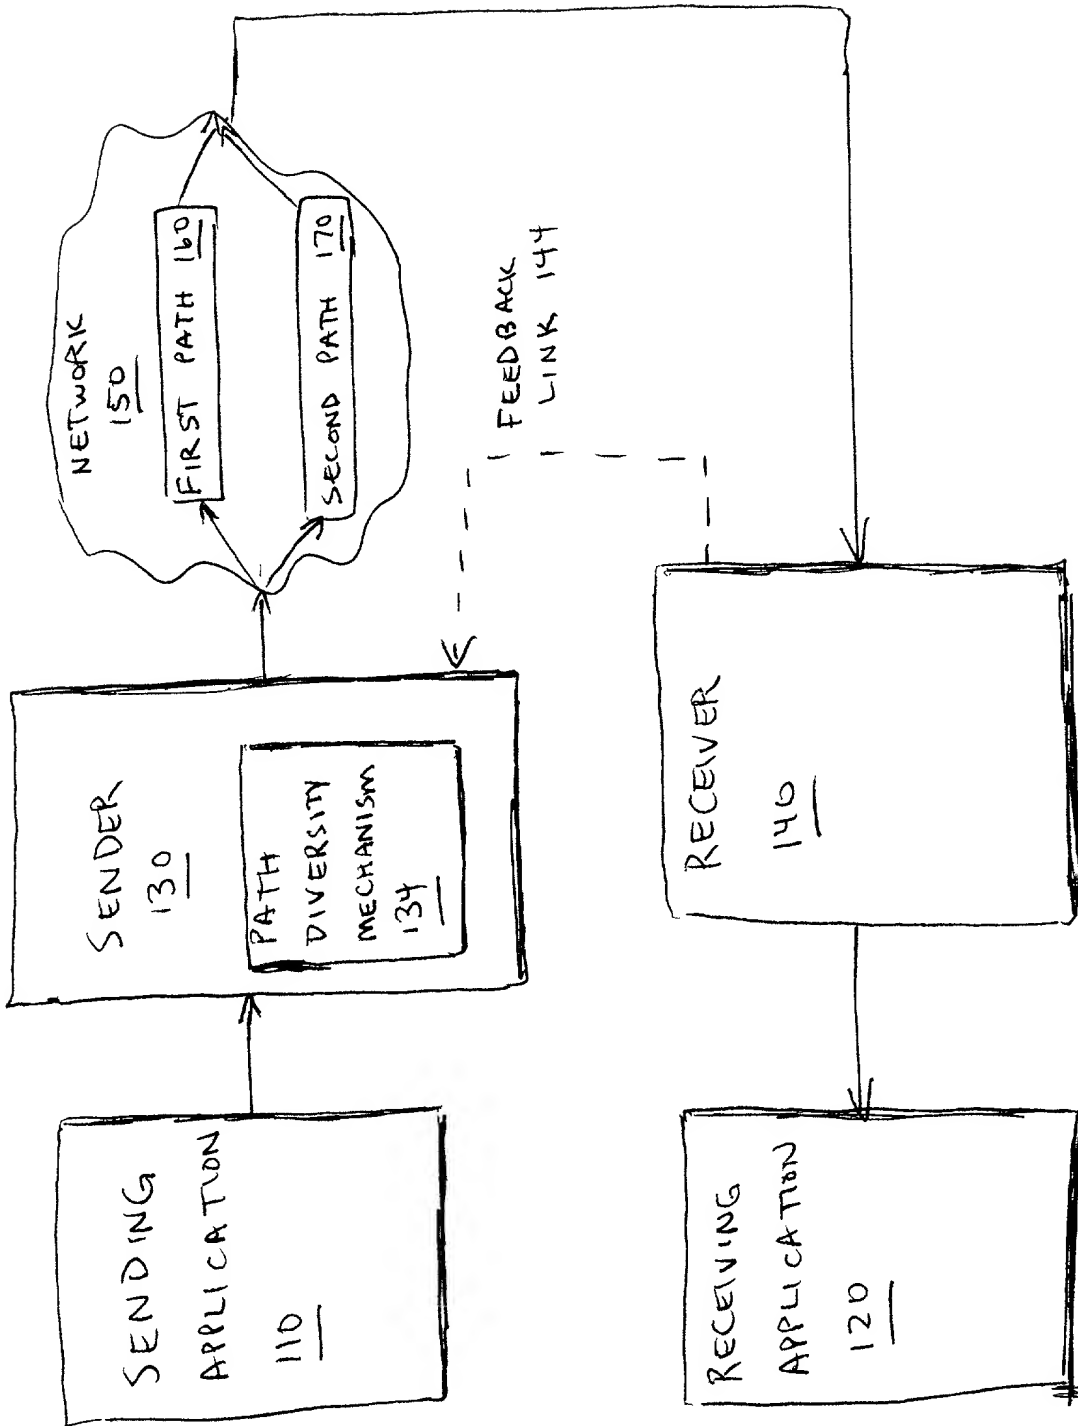 SENDING
APPLICATION
110
SENDER
130
PATH
DIVERSITY
MECHANISM
134
NETWORK
150
FIRST PATH 160
SECOND PATH 170
FEEDBACK
LINK 144
RECEIVING
APPLICATION
120
RECEIVER
140